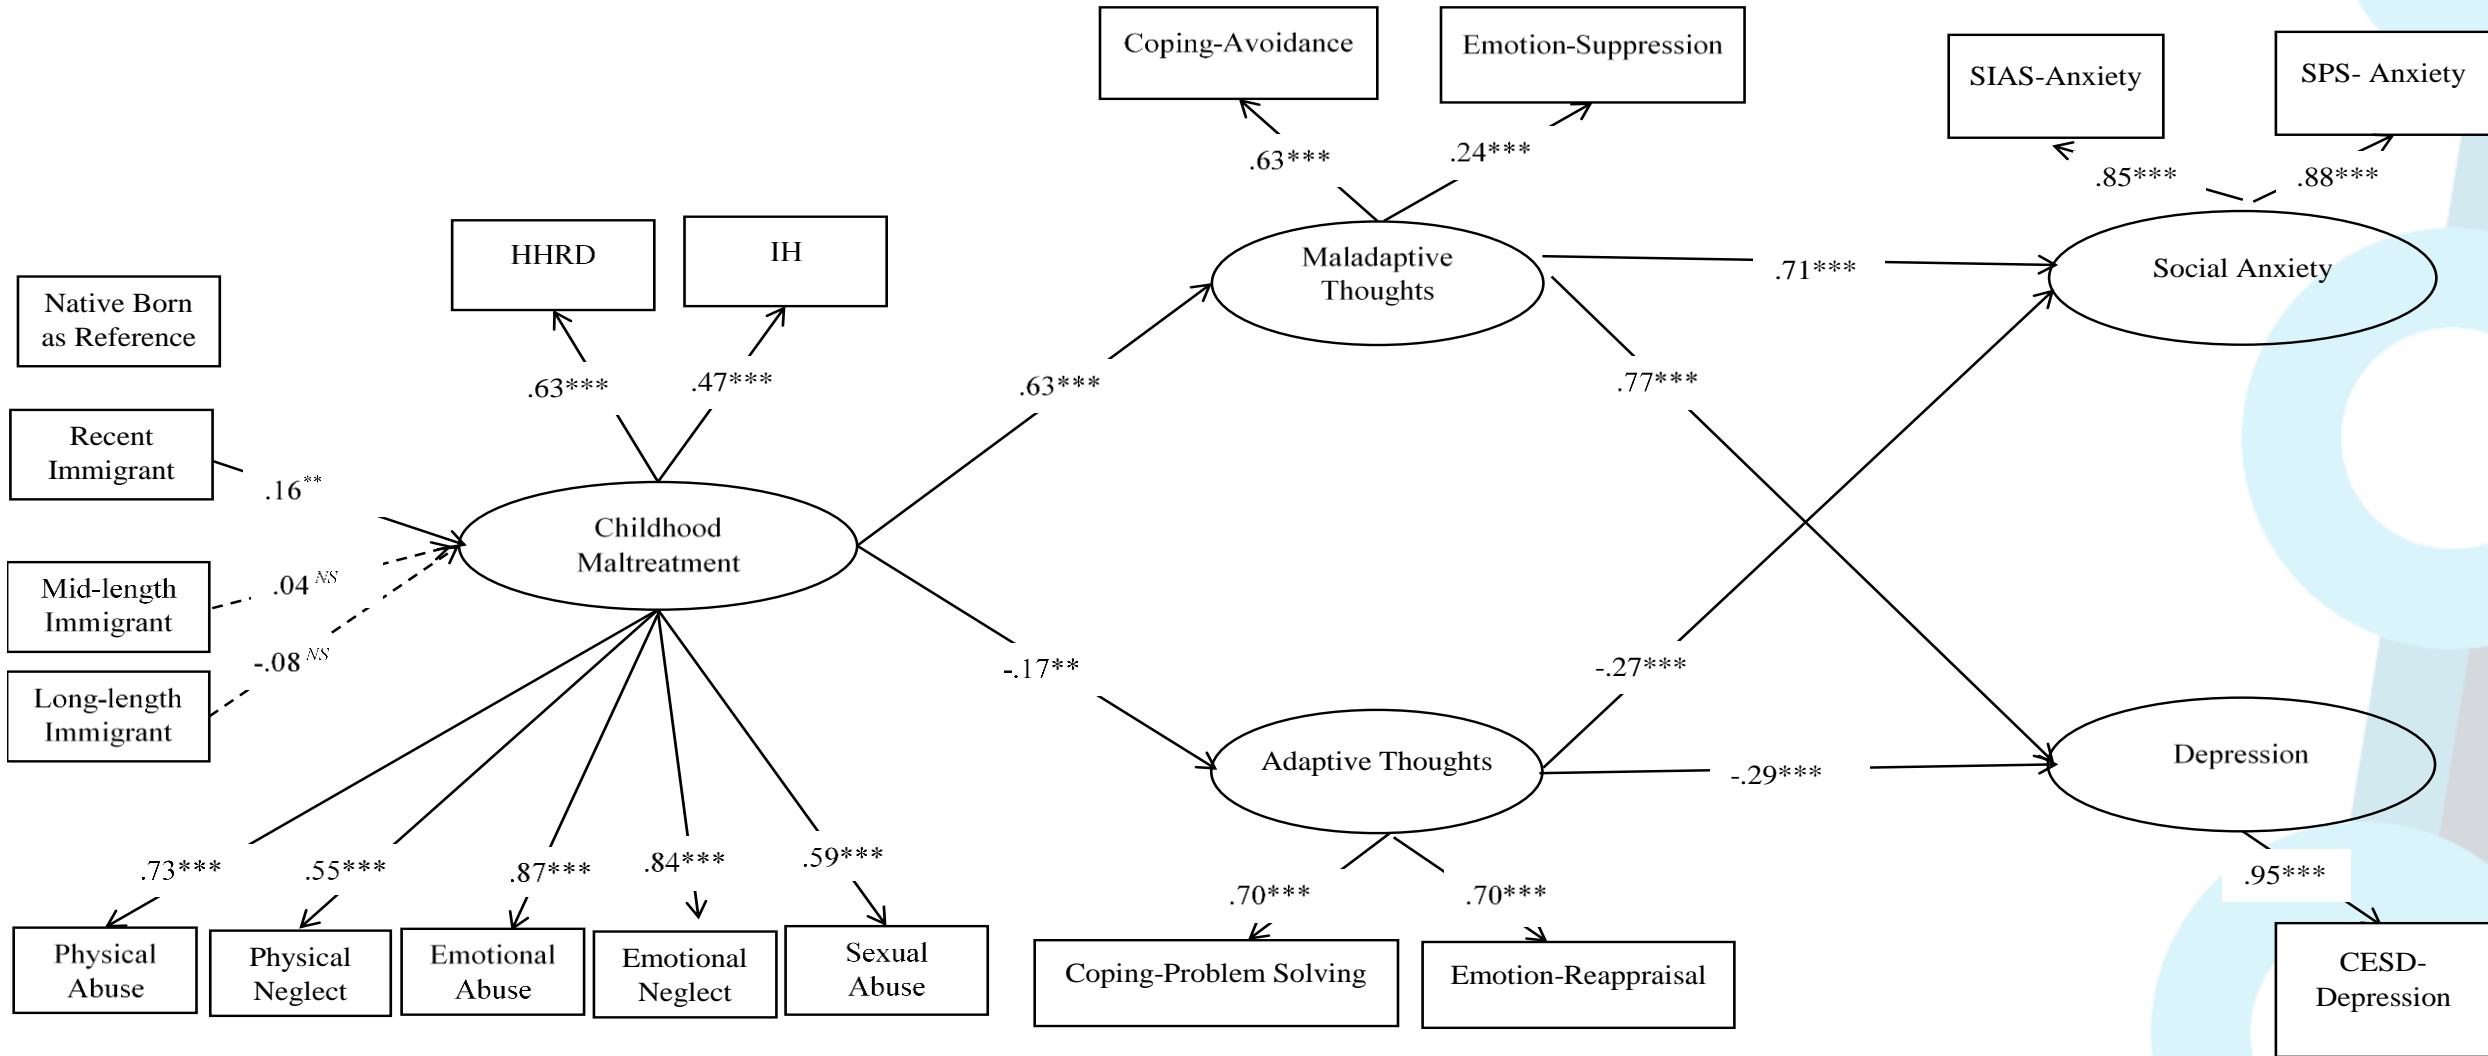 Coping-Avoidance
Emotion-Suppression
SIAS-Anxiety
SPS- Anxiety
.63***
.24***
.85***
.88***
HHRD
IH
Maladaptive
Thoughts
Social Anxiety
.71***
Native Born
as Reference
.63***
.47***
.63***
.77***
Recent
Immigrant
.16**
Childhood
Maltreatment
Mid-length
Immigrant
.04 NS
-.08 NS
Long-length
Immigrant
-.17**
-.27***
Adaptive Thoughts
-.29***
Depression
.73***
.55***
.87***
.84***
.59***
.70***
.70***
.95***
Physical
Abuse
Physical
Neglect
Emotional
Abuse
Emotional
Neglect
Sexual
Abuse
Coping-Problem Solving
Emotion-Reappraisal
CESD-
Depression